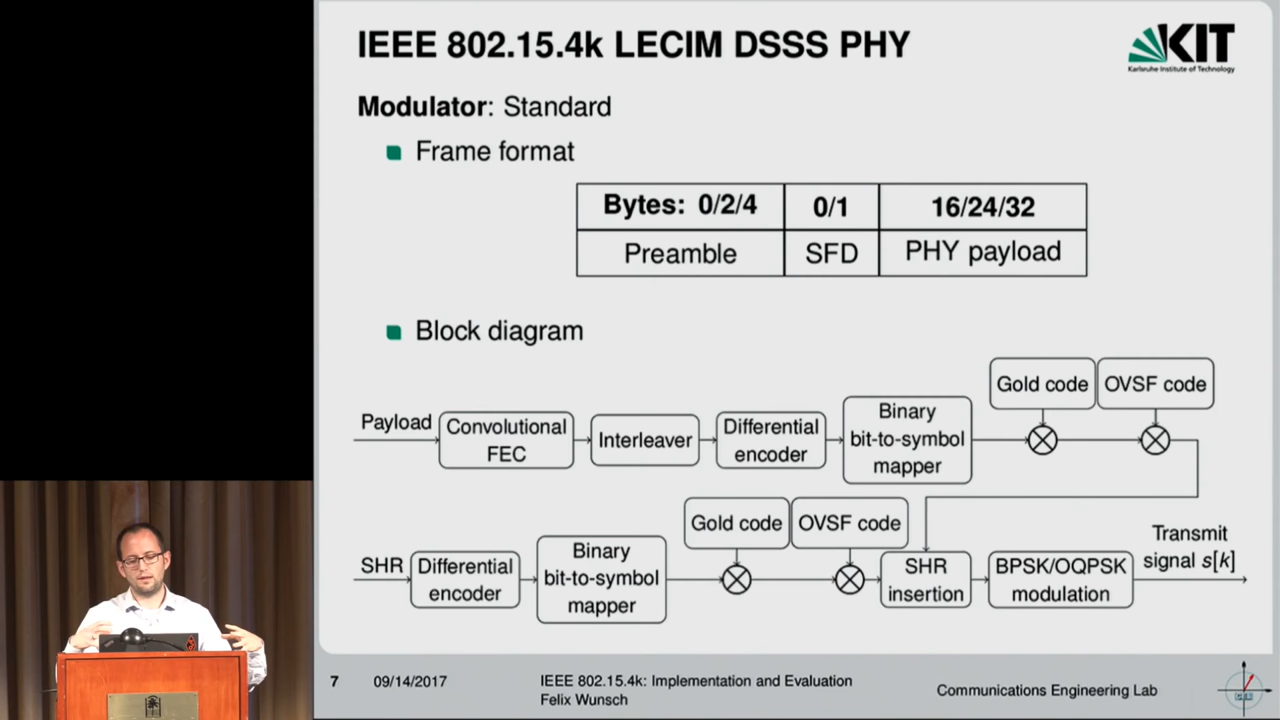 IEEE 802.15.4k LECIM DSSS PHY
KIT
Karlsruhe Institute of Technology
Modulator: Standard
Frame format
Bytes: 0/2/4 0/1 16/24/32
Preamble SFD PHY payload
Block diagram
Gold code OVSF code
Payload
Convolutional
FEC
Interleaver
Differential
encoder
Binary
bit-to-symbol
mapper
Gold code OVSF code
SHR
Differential
encoder
Binary
bit-to-symbol
mapper
SHR
insertion
BPSK/OQPSK
modulation
Transmit
signal s[k]
7 09/14/2017
IEEE 802.15.4k: Implementation and Evaluation
Felix Wunsch
Communications Engineering Lab